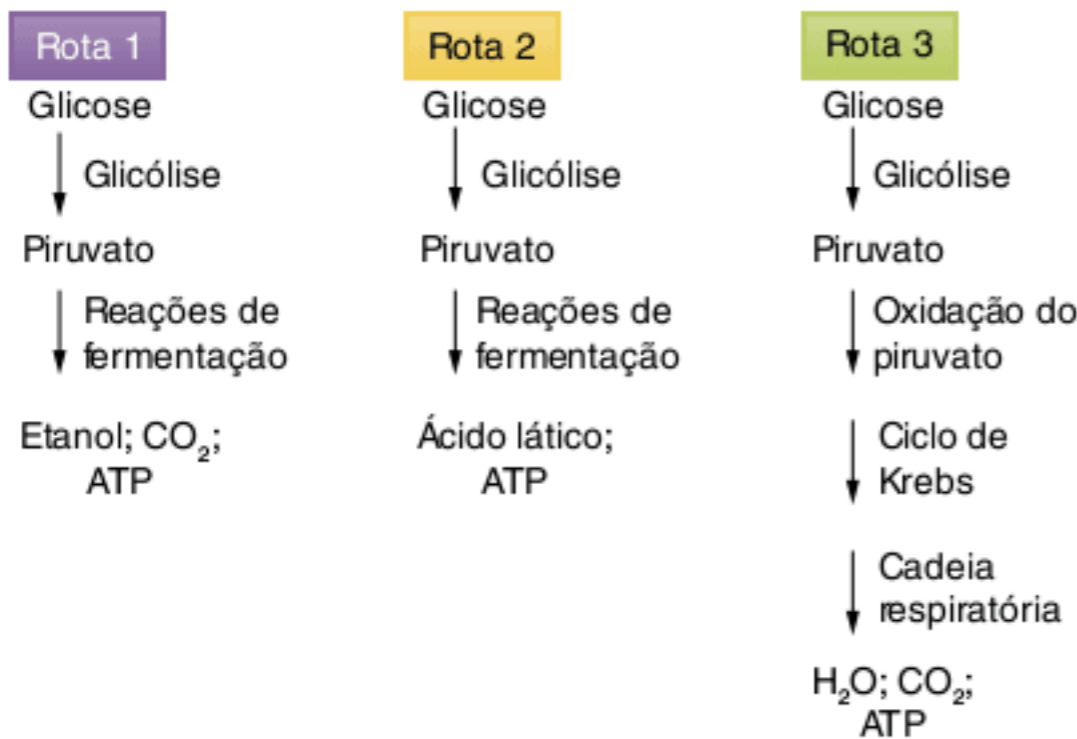 Rota 1
Glicose
Glicólise
Piruvato
Reações de
fermentação
Etanol; CO₂;
ATP
Rota 2
Glicose
Glicólise
Piruvato
Reações de
fermentação
Ácido lático;
ATP
Rota 3
Glicose
Glicólise
Piruvato
Oxidação do
piruvato
Ciclo de
Krebs
Cadeia
respiratória
H₂O; CO₂;
ATP